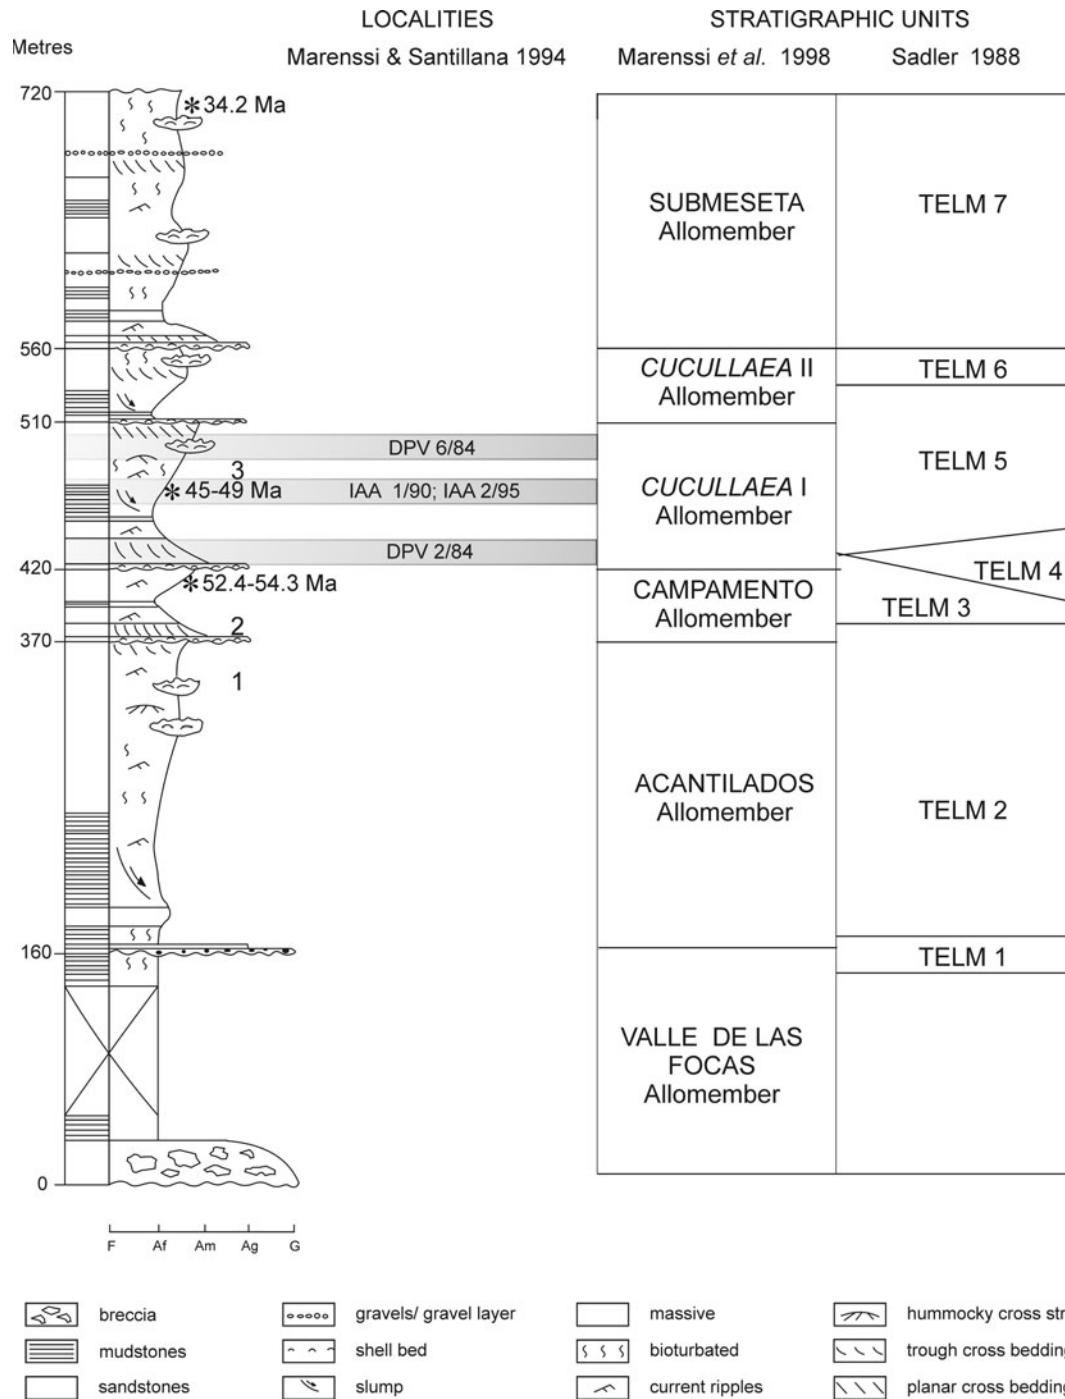 LOCALITIES STRATIGRAPHIC UNITS
Metres Marenssi & Santillana 1994 Marenssi et al. 1998 Sadler 1988
720
*34.2 Ma
SUBMESETA
Allomember
TELM 7
560
CUCULLAEA II
Allomember
TELM 6
510
DPV 6/84
3
*45-49 Ma
IAA 1/90; IAA 2/95
CUCULLAEA I
Allomember
TELM 5
DPV 2/84
420
*52.4-54.3 Ma
CAMPAMENTO
Allomember
TELM 4
TELM 3
2
370
1
ACANTILADOS
Allomember
TELM 2
160
TELM 1
VALLE DE LAS
FOCAS
Allomember
0
F Af Am Ag G
breccia gravels/ gravel layer massive hummocky cross str
mudstones shell bed bioturbated trough cross bedding
sandstones slump current ripples planar cross bedding